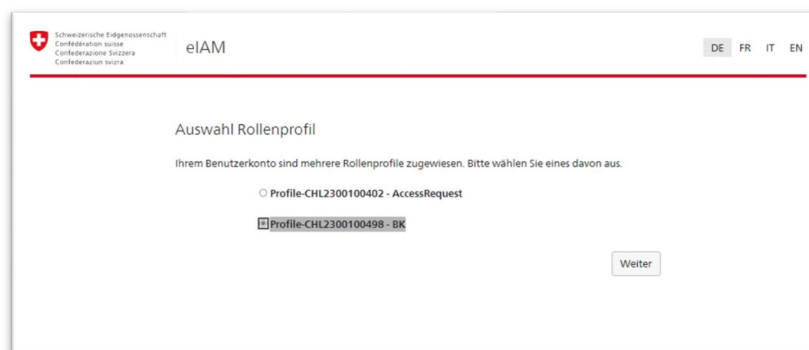 Schweizerische Eidgenossenschaft
Confédération suisse
Confederazione Svizzera
Confederaziun svizra
eIAM
DE FR IT EN
Auswahl Rollenprofil
Ihrem Benutzerkonto sind mehrere Rollenprofile zugewiesen. Bitte wählen Sie eines davon aus.
Profile-CHL2300100402 - AccessRequest
Profile-CHL2300100498 - BK
Weiter